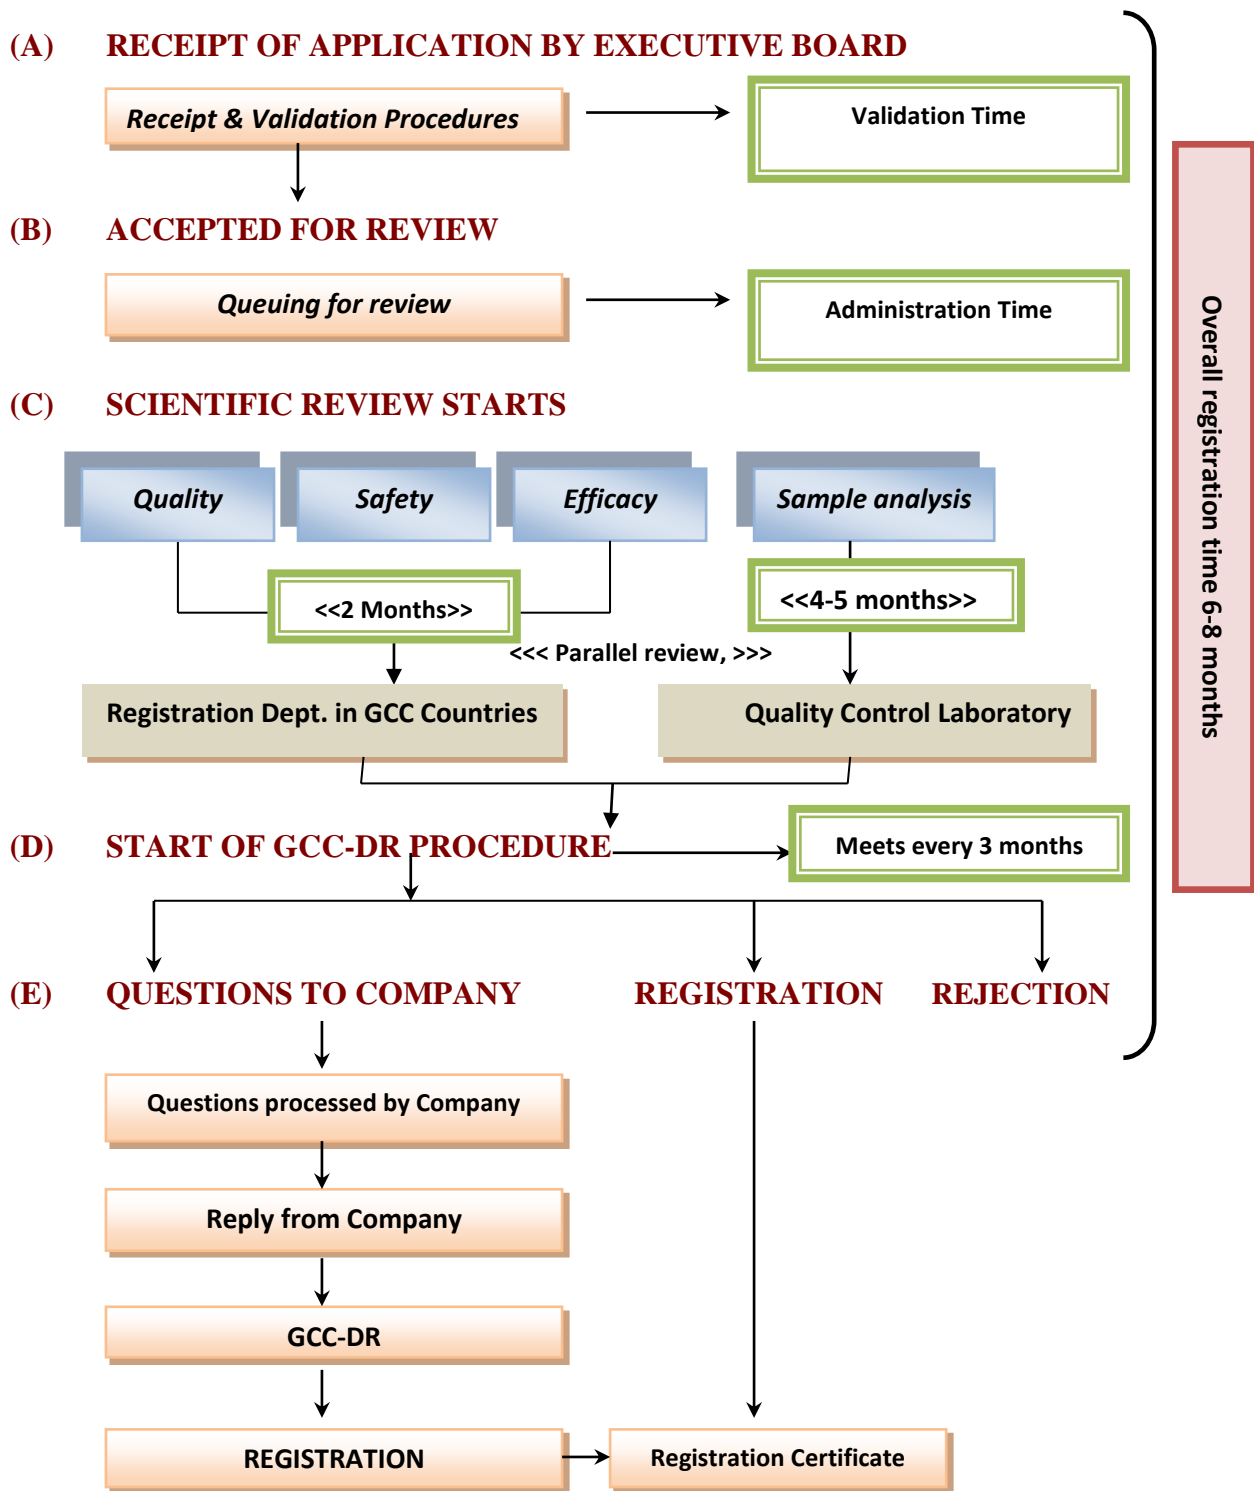 (A) RECEIPT OF APPLICATION BY EXECUTIVE BOARD
Receipt & Validation Procedures
Validation Time
(B) ACCEPTED FOR REVIEW
Queuing for review
Administration Time
(C) SCIENTIFIC REVIEW STARTS
Quality
Safety
Efficacy
Sample analysis
<<2 Months>>
<<4-5 months>>
<<< Parallel review, >>>
Registration Dept. in GCC Countries
Quality Control Laboratory
(D) START OF GCC-DR PROCEDURE
Meets every 3 months
(E) QUESTIONS TO COMPANY
REGISTRATION
REJECTION
Questions processed by Company
Reply from Company
GCC-DR
REGISTRATION
Registration Certificate
Overall registration time 6-8 months